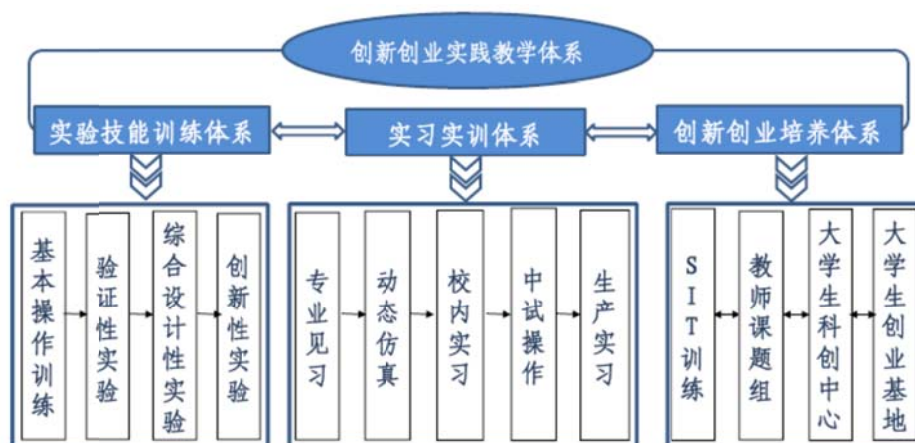 创新创业实践教学体系
实验技能训练体系
实习实训体系
创新创业培养体系
基本操作训练
验证性实验
综合设计性实验
创新性实验
专业见习
动态仿真
校内实习
中试操作
生产实习
SIT训练
教师课题组
大学生科创中心
大学生创业基地